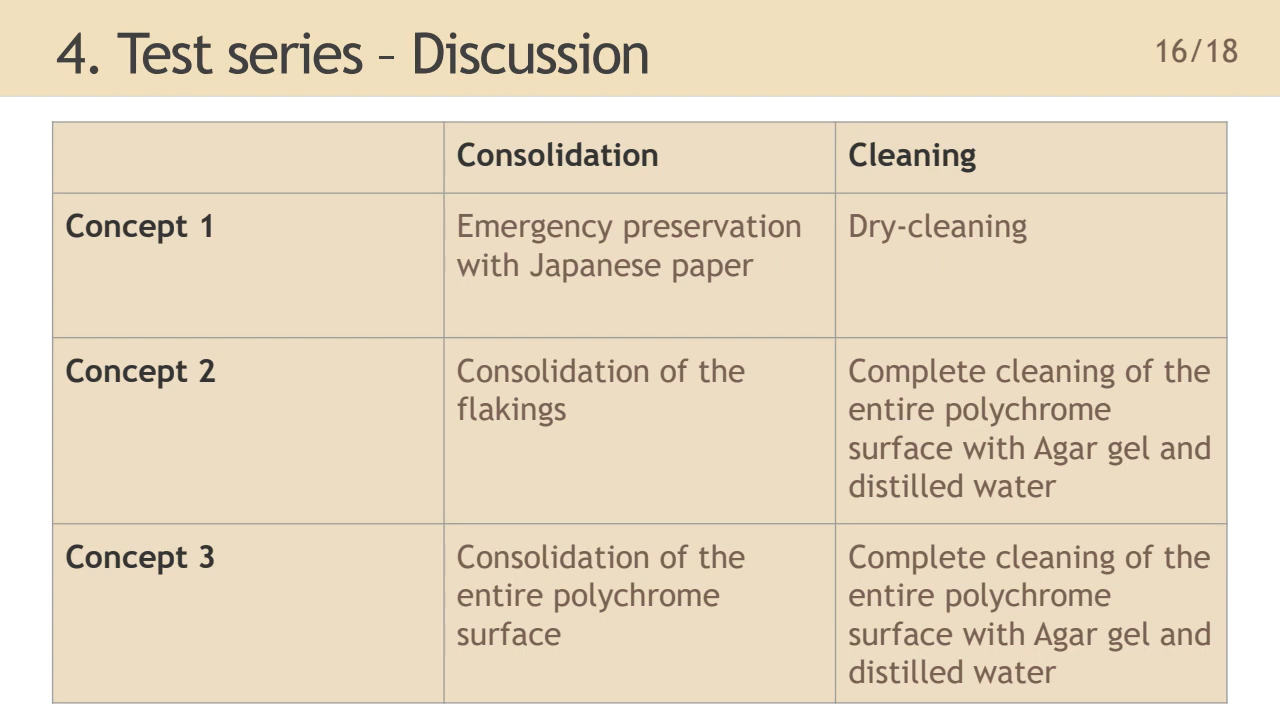 4. Test series – Discussion
16/18
Consolidation
Cleaning
Concept 1
Emergency preservation
with Japanese paper
Dry-cleaning
Concept 2
Consolidation of the
flakings
Complete cleaning of the
entire polychrome
surface with Agar gel and
distilled water
Concept 3
Consolidation of the
entire polychrome
surface
Complete cleaning of the
entire polychrome
surface with Agar gel and
distilled water